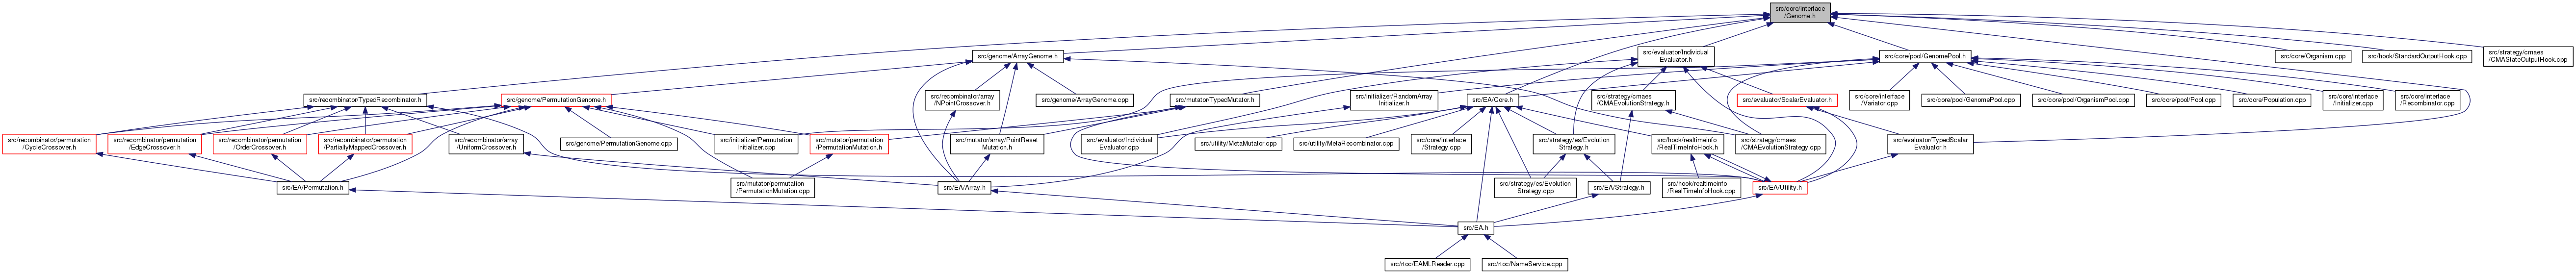 src/core/interface
/Genome.h
src/genome/ArrayGenome.h
src/evaluator/Individual
Evaluator.h
src/core/pool/GenomePool.h
src/core/Organism.cpp
src/hook/StandardOutputHook.cpp
src/strategy/cmaes
/CMAStateOutputHook.cpp
src/recombinator/TypedRecombinator.h
src/genome/PermutationGenome.h
src/recombinator/array
/NPointCrossover.h
src/genome/ArrayGenome.cpp
src/mutator/TypedMutator.h
src/initializer/RandomArray
Initializer.h
src/EA/Core.h
src/strategy/cmaes
/CMAEvolutionStrategy.h
src/evaluator/ScalarEvaluator.h
src/core/interface
/Variator.cpp
src/core/pool/GenomePool.cpp
src/core/pool/OrganismPool.cpp
src/core/pool/Pool.cpp
src/core/Population.cpp
src/core/interface
/Initializer.cpp
src/core/interface
/Recombinator.cpp
src/recombinator/permutation
/CycleCrossover.h
src/recombinator/permutation
/EdgeCrossover.h
src/recombinator/permutation
/OrderCrossover.h
src/recombinator/permutation
/PartiallyMappedCrossover.h
src/recombinator/array
/UniformCrossover.h
src/genome/PermutationGenome.cpp
src/initializer/Permutation
Initializer.cpp
src/mutator/permutation
/PermutationMutation.h
src/mutator/array/PointReset
Mutation.h
src/evaluator/Individual
Evaluator.cpp
src/utility/MetaMutator.cpp
src/utility/MetaRecombinator.cpp
src/core/interface
/Strategy.cpp
src/strategy/es/Evolution
Strategy.h
src/hook/realtimeinfo
/RealTimeInfoHook.h
src/strategy/cmaes
/CMAEvolutionStrategy.cpp
src/evaluator/TypedScalar
Evaluator.h
src/EA/Permutation.h
src/mutator/permutation
/PermutationMutation.cpp
src/EA/Array.h
src/strategy/es/Evolution
Strategy.cpp
src/EA/Strategy.h
src/hook/realtimeinfo
/RealTimeInfoHook.cpp
src/EA/Utility.h
src/EA.h
src/rtoc/EAMLReader.cpp
src/rtoc/NameService.cpp